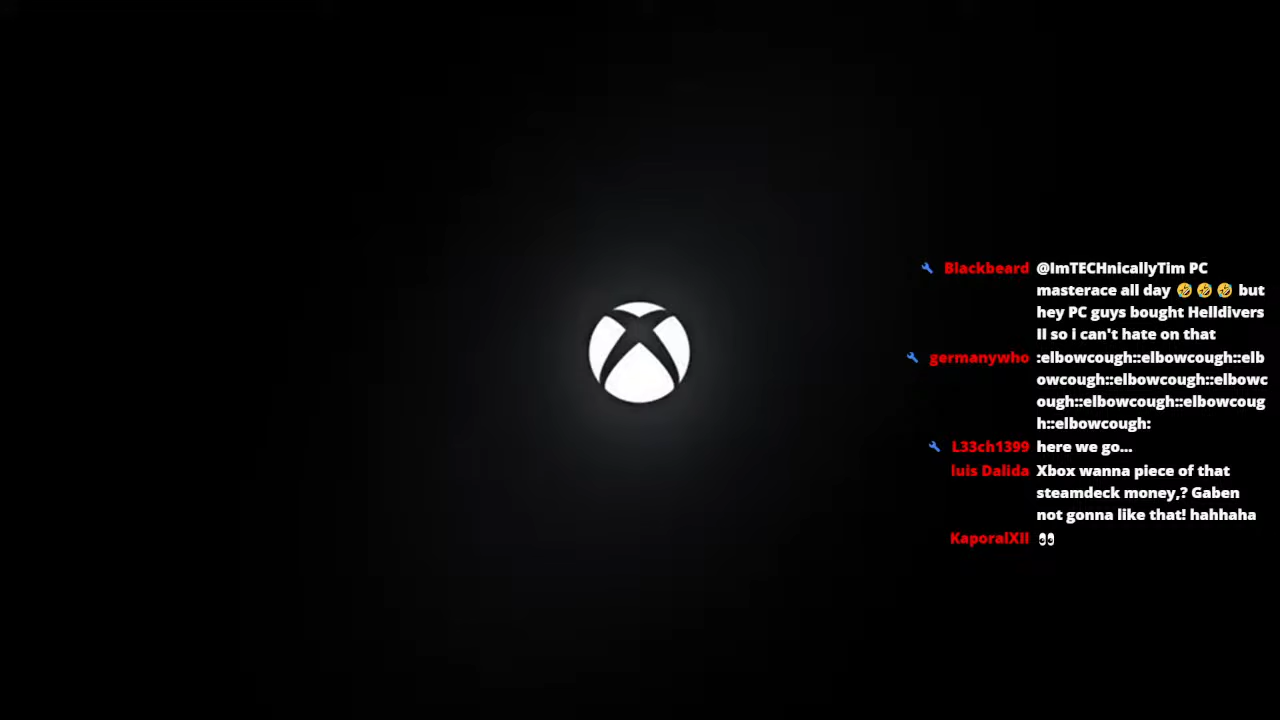 Blackbeard @ImTECHnicallyTim PC
masterace all day 🤣🤣🤣 but
hey PC guys bought Helldivers
II so i can't hate on that
germanywho :elbowcough::elbowcough::elb
owcough::elbowcough::elbowc
ough::elbowcough::elbowcoug
h::elbowcough:
L33ch1399 here we go...
luis Dalida Xbox wanna piece of that
steamdeck money,? Gaben
not gonna like that! hahhaha
KaporalXII 👀